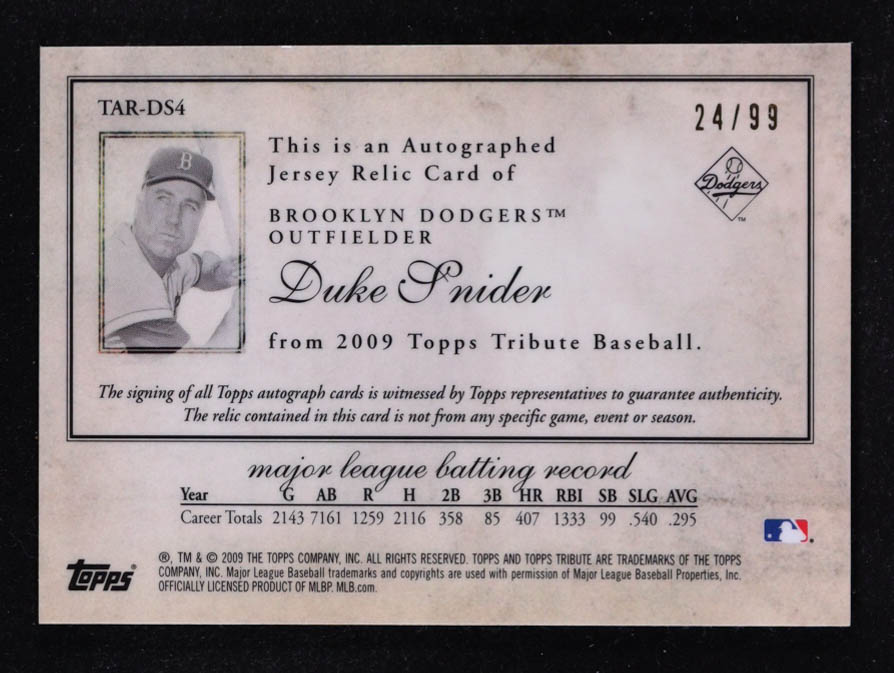 TAR-DS4
24/99
B
This is an Autographed
Jersey Relic Card of
BROOKLYN DODGERS™
OUTFIELDER
Dodgers™
Duke Snider
from 2009 Topps Tribute Baseball.
The signing of all Topps autograph cards is witnessed by Topps representatives to guarantee authenticity.
The relic contained in this card is not from any specific game, event or season.
major league batting record
Year G AB R H 2B 3B HR RBI SB SLG AVG
Career Totals 2143 7161 1259 2116 358 85 407 1333 99 .540 .295
Topps®
®, TM & © 2009 THE TOPPS COMPANY, INC. ALL RIGHTS RESERVED. TOPPS AND TOPPS TRIBUTE ARE TRADEMARKS OF THE TOPPS
COMPANY, INC. Major League Baseball trademarks and copyrights are used with permission of Major League Baseball Properties, Inc.
OFFICIALLY LICENSED PRODUCT OF MLBP. MLB.com.